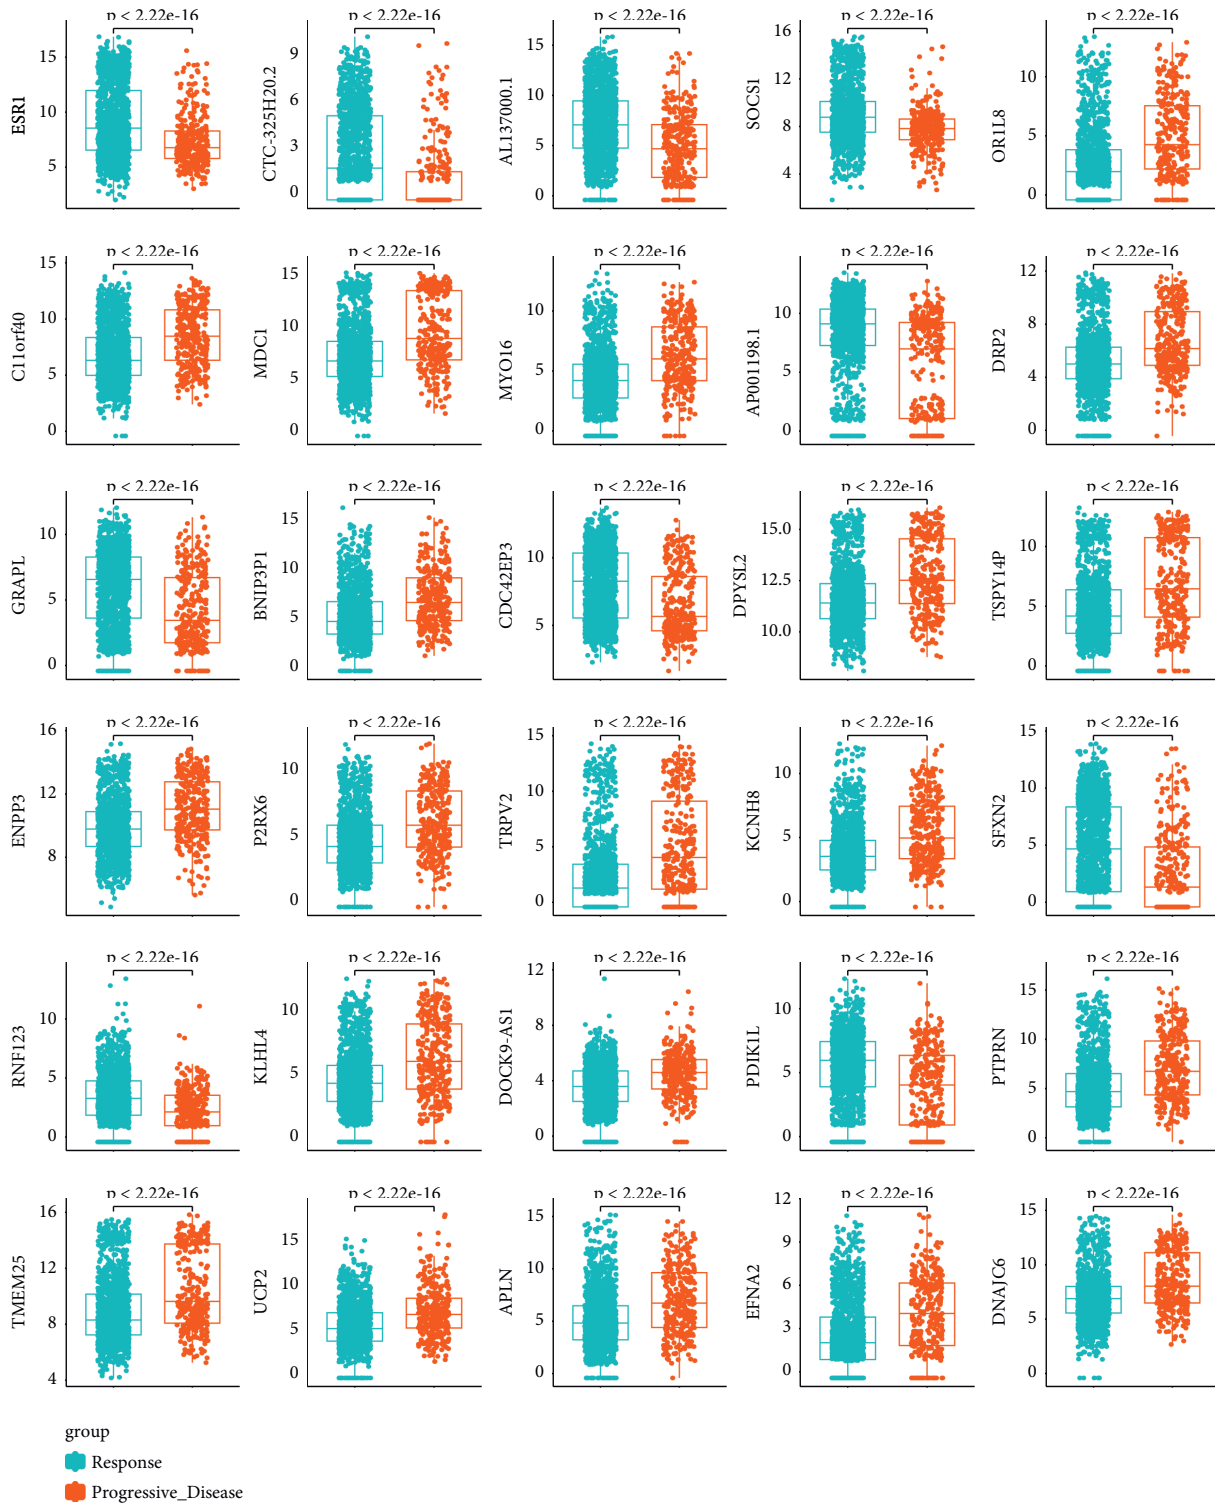 p < 2.22e-16 p < 2.22e-16 p < 2.22e-16 p < 2.22e-16 p < 2.22e-16
ESR1 15 10 5
CTC-325H20.2 9 6 3 0
AL137000.1 15 10 5 0
SOCS1 16 12 8 4
OR1L8 10 5 0
p < 2.22e-16 p < 2.22e-16 p < 2.22e-16 p < 2.22e-16 p < 2.22e-16
C11orf40 15 10 5 0
MDC1 15 10 5 0
MYO16 10 5 0
AP001198.1 10 5 0
DRP2 12 8 4 0
p < 2.22e-16 p < 2.22e-16 p < 2.22e-16 p < 2.22e-16 p < 2.22e-16
GRAPL 10 5 0
BNIP3P1 15 10 5 0
CDC42EP3 10 5
DPYSL2 15.0 12.5 10.0
TSPY14P 10 5 0
p < 2.22e-16 p < 2.22e-16 p < 2.22e-16 p < 2.22e-16 p < 2.22e-16
ENPP3 16 12 8
P2RX6 10 5 0
TRPV2 15 10 5 0
KCNH8 10 5 0
SFXN2 15 10 5 0
p < 2.22e-16 p < 2.22e-16 p < 2.22e-16 p < 2.22e-16 p < 2.22e-16
RNF123 10 5 0
KLHL4 10 5 0
DOCK9-AS1 12 8 4 0
PDIK1L 10 5 0
PTPRN 15 10 5 0
p < 2.22e-16 p < 2.22e-16 p < 2.22e-16 p < 2.22e-16 p < 2.22e-16
TMEM25 16 12 8 4
UCP2 15 10 5 0
APLN 15 10 5 0
EFNA2 12 9 6 3 0
DNAJC6 15 10 5 0
group
Response
Progressive_Disease